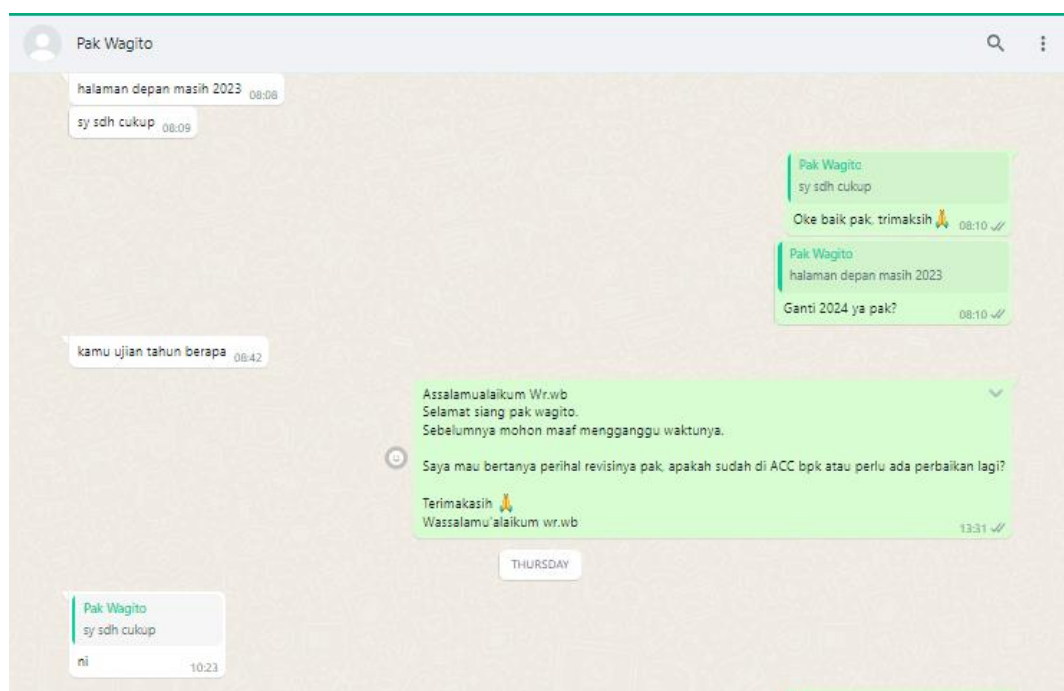 Pak Wagito
halaman depan masih 2023 08:08
sy sdh cukup 08:09
Pak Wagito
sy sdh cukup
Oke baik pak, trimaksih🙏 08:10
Pak Wagito
halaman depan masih 2023
Ganti 2024 ya pak? 08:10
kamu ujian tahun berapa 08:42
Assalamualaikum Wr.wb
Selamat siang pak wagito.
Sebelumnya mohon maaf mengganggu waktunya.
Saya mau bertanya perihal revisinya pak, apakah sudah di ACC bpk atau perlu ada perbaikan lagi?
Terimakasih 🙏
Wassalamu'alaikum wr.wb
13:31
THURSDAY
Pak Wagito
sy sdh cukup
ni 10:23